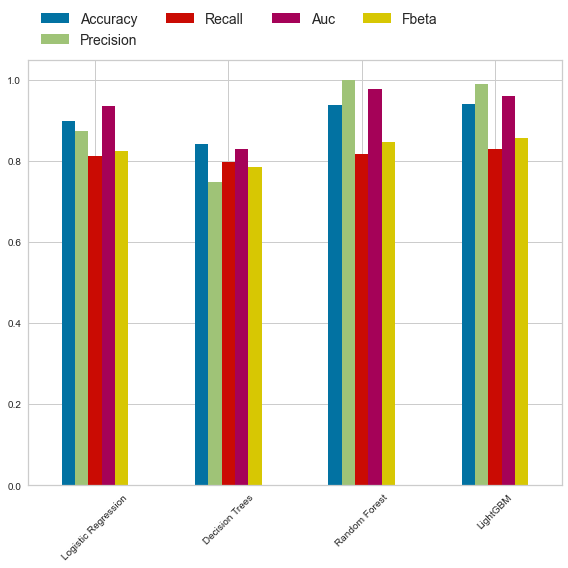 Accuracy Recall Auc Fbeta
Precision
1.0
0.8
0.6
0.4
0.2
0.0
Logistic Regression
Decision Trees
Random Forest
LightGBM